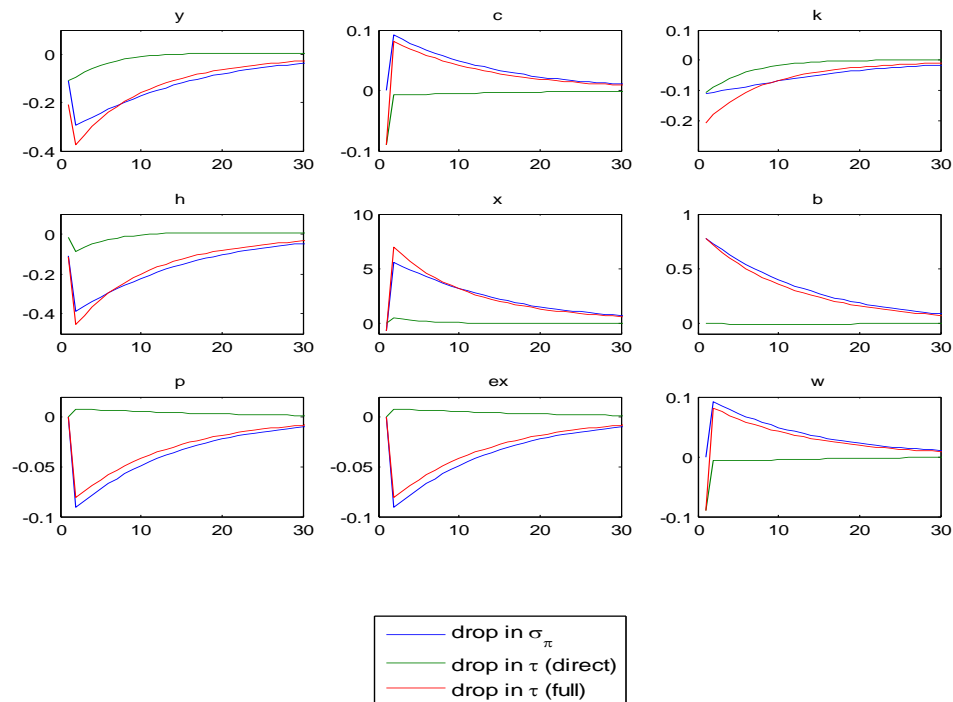 y c k
0 0.1 0.1
-0.2 0 0
-0.1
-0.2
-0.4 -0.1
0 10 20 30 0 10 20 30 0 10 20 30
h x b
0 10 1
-0.2 5 0.5
-0.4 0 0
0 10 20 30 0 10 20 30 0 10 20 30
p ex w
0 0 0.1
-0.05 -0.05 0
-0.1 -0.1 -0.1
0 10 20 30 0 10 20 30 0 10 20 30
drop in σπ
drop in τ (direct)
drop in τ (full)